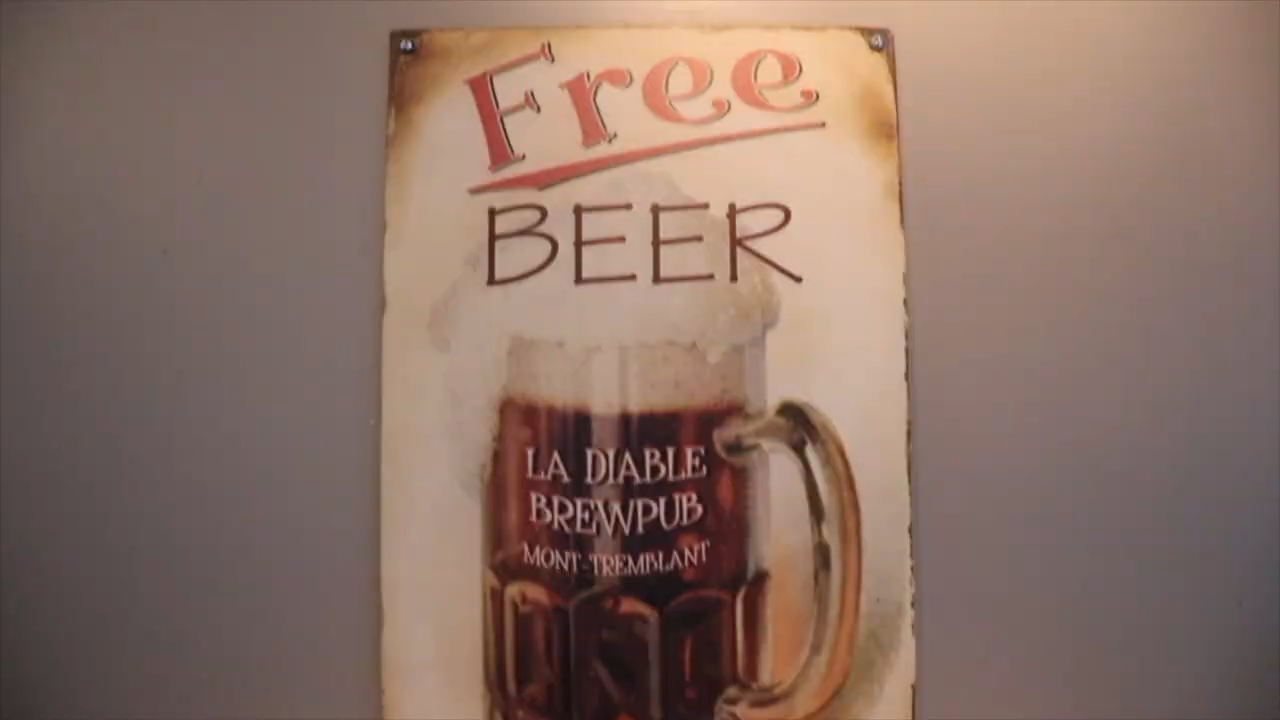 Free
BEER
LA DIABLE
BREWPUB
MONT-TREMBLANT